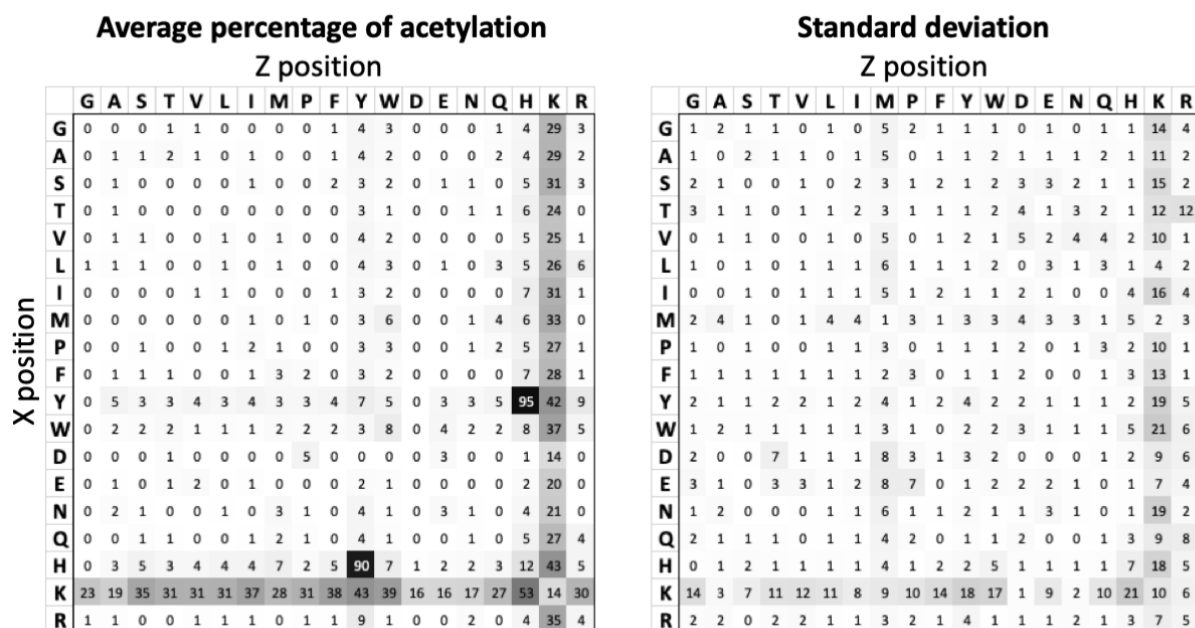 Average percentage of acetylation
Z position
G A S T V L I M P F Y W D E N Q H K R
X position
G 0 0 0 1 1 0 0 0 0 1 4 3 0 0 0 1 4 29 3
A 0 1 1 2 1 0 1 0 0 1 4 2 0 0 0 2 4 29 2
S 0 1 0 0 0 0 1 0 0 2 3 2 0 1 1 0 5 31 3
T 0 1 0 0 0 0 0 0 0 0 3 1 0 0 1 1 6 24 0
V 0 1 1 0 0 1 0 1 0 0 4 2 0 0 0 0 5 25 1
L 1 1 1 0 0 1 0 1 0 0 4 3 0 1 0 3 5 26 6
I 0 0 0 0 1 1 0 0 0 1 3 2 0 0 0 0 7 31 1
M 0 0 0 0 0 0 1 0 1 0 3 6 0 0 1 4 6 33 0
P 0 0 1 0 0 1 2 1 0 0 3 3 0 0 1 2 5 27 1
F 0 1 1 1 0 0 1 3 2 0 3 2 0 0 0 0 7 28 1
Y 0 5 3 3 4 3 4 3 3 4 7 5 0 3 3 5 95 42 9
W 0 2 2 2 1 1 1 2 2 2 3 8 0 4 2 2 8 37 5
D 0 0 0 1 0 0 0 0 5 0 0 0 0 3 0 0 1 14 0
E 0 1 0 1 2 0 1 0 0 0 2 1 0 0 0 0 2 20 0
N 0 2 1 0 0 1 0 3 1 0 4 1 0 3 1 0 4 21 0
Q 0 0 1 1 0 0 1 2 1 0 4 1 0 0 1 0 5 27 4
H 0 3 5 3 4 4 4 7 2 5 90 7 1 2 2 3 12 43 5
K 23 19 35 31 31 31 37 28 31 38 43 39 16 16 17 27 53 14 30
R 1 1 0 0 1 1 1 0 1 1 9 1 0 0 2 0 4 35 4
Standard deviation
Z position
G A S T V L I M P F Y W D E N Q H K R
G 1 2 1 1 0 1 0 5 2 1 1 1 0 1 0 1 1 14 4
A 1 0 2 1 1 0 1 5 0 1 1 2 1 1 1 2 1 11 2
S 2 1 0 0 1 0 2 3 1 2 1 2 3 3 2 1 1 15 2
T 3 1 1 0 1 1 2 3 1 1 1 2 4 1 3 2 1 12 12
V 0 1 1 0 0 1 0 5 0 1 2 1 5 2 4 4 2 10 1
L 1 0 1 0 1 1 1 6 1 1 1 2 0 3 1 3 1 4 2
I 0 0 1 0 1 1 1 5 1 2 1 1 2 1 0 0 4 16 4
M 2 4 1 0 1 4 4 1 3 1 3 3 4 3 3 1 5 2 3
P 1 0 1 0 0 1 1 3 0 1 1 1 2 0 1 3 2 10 1
F 1 1 1 1 1 1 1 2 3 0 1 1 2 0 0 1 3 13 1
Y 2 1 1 2 2 1 2 4 1 2 4 2 2 1 1 1 2 19 5
W 1 2 1 1 1 1 1 3 1 0 2 2 3 1 1 1 5 21 6
D 2 0 0 7 1 1 1 8 3 1 3 2 0 0 0 1 2 9 6
E 3 1 0 3 3 1 2 8 7 0 1 2 2 2 1 0 1 7 4
N 1 2 0 0 0 1 1 6 1 1 2 1 1 3 1 0 1 19 2
Q 2 1 1 1 0 1 1 4 2 0 1 1 2 0 0 1 3 9 8
H 0 1 2 1 1 1 1 4 1 2 2 5 1 1 1 1 7 18 5
K 14 3 7 11 12 11 8 9 10 14 18 17 1 9 2 10 21 10 6
R 2 2 0 2 2 1 1 3 2 1 4 1 1 1 2 1 3 7 5